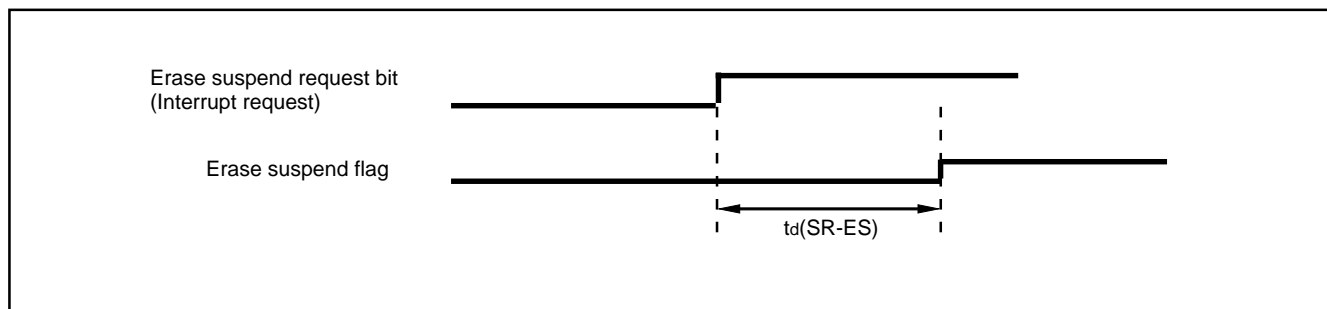 Erase suspend request bit
(Interrupt request)
Erase suspend flag
td(SR-ES)